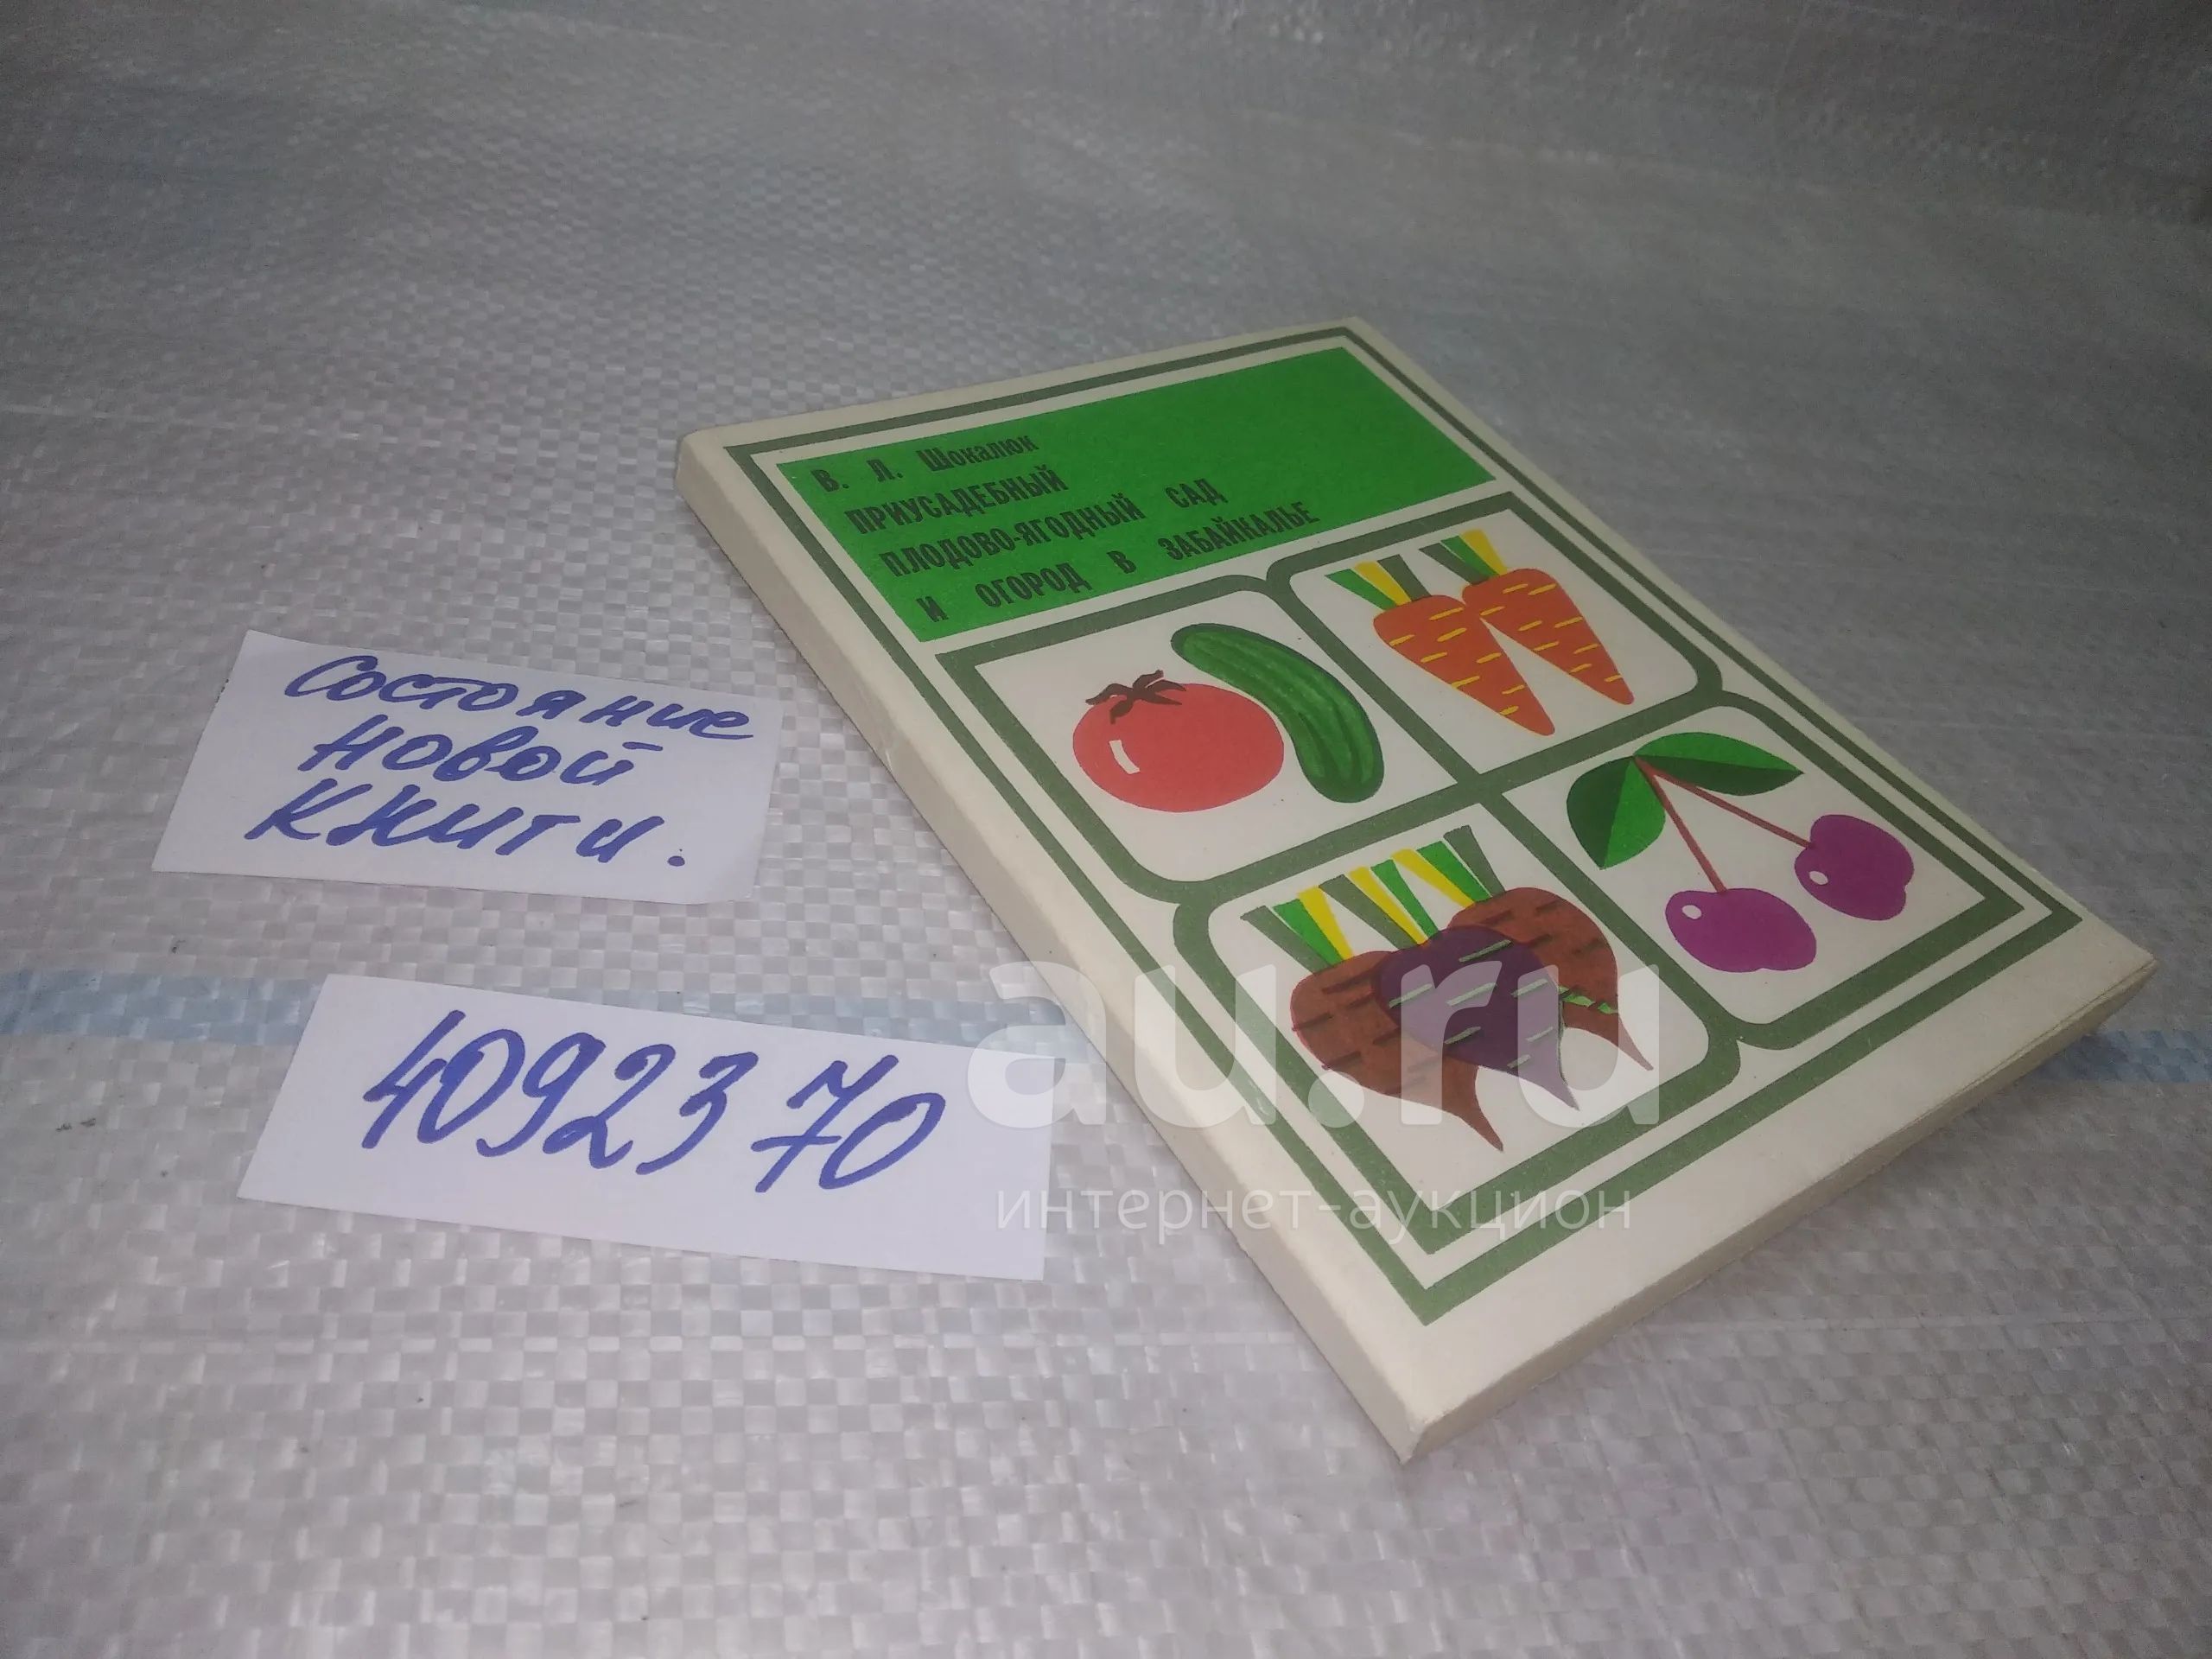 В. Л. Шокалюк
ПРИУСАДЕБНЫЙ
ПЛОДОВО-ЯГОДНЫЙ САД
И ОГОРОД В ЗАБАЙКАЛЬЕ
Состояние
новой
книги.
4092370
au.ru
интернет-аукцион